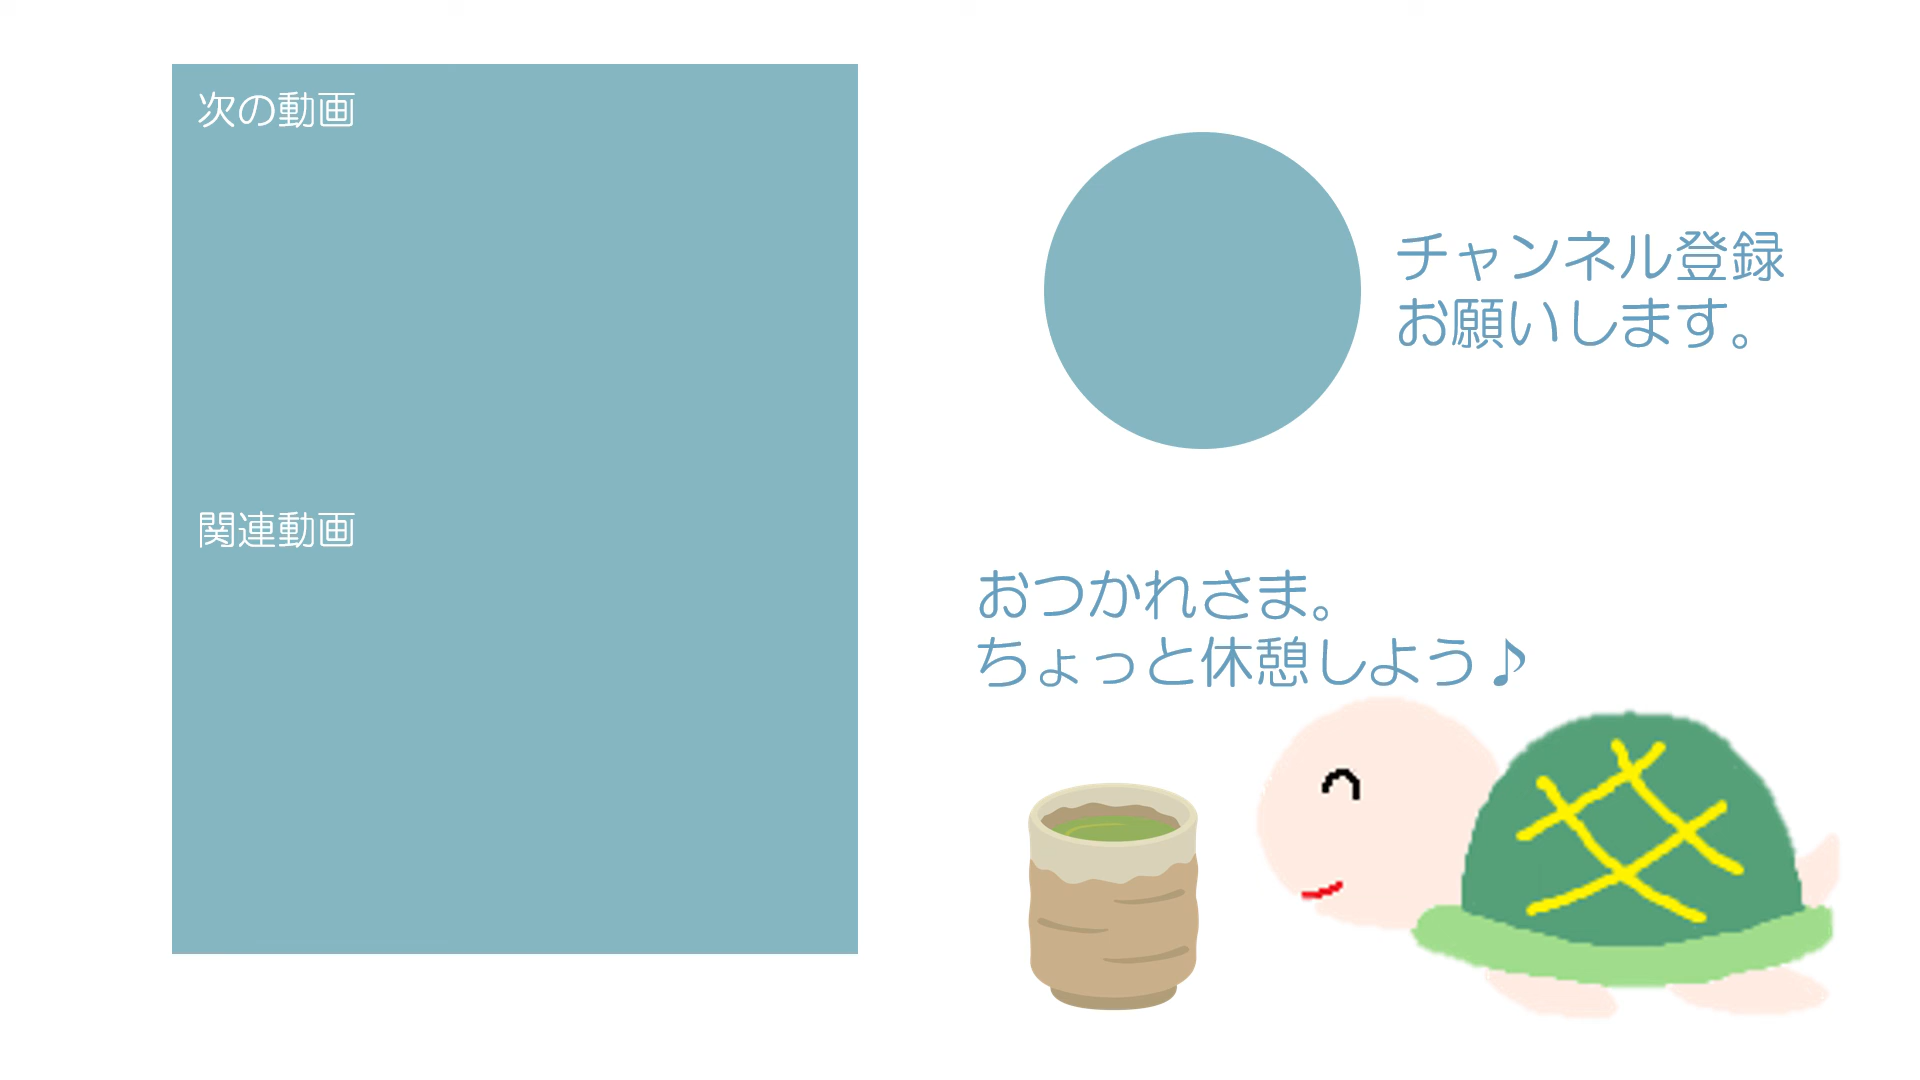 次の動画
関連動画
チャンネル登録
お願いします。
おつかれさま。
ちょっと休憩しよう♪